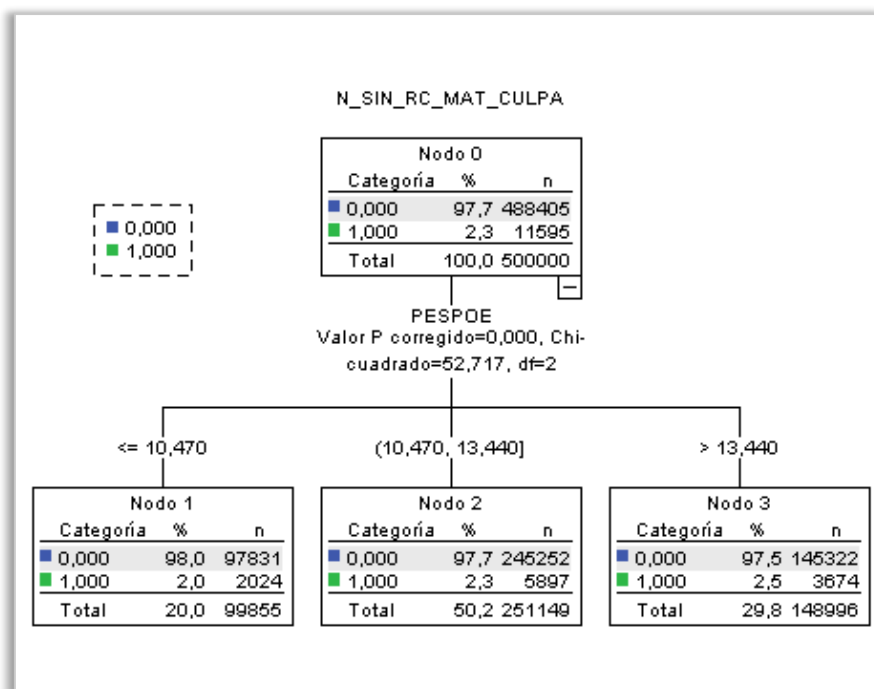 N_SIN_RC_MAT_CULPA
Nodo 0
Categoría % n
0,000 97,7 488405
1,000 2,3 11595
Total 100,0 500000
0,000
1,000
PESPOE
Valor P corregido=0,000, Chi-
cuadrado=52,717, df=2
<= 10,470
(10,470, 13,440]
> 13,440
Nodo 1
Categoría % n
0,000 98,0 97831
1,000 2,0 2024
Total 20,0 99855
Nodo 2
Categoría % n
0,000 97,7 245252
1,000 2,3 5897
Total 50,2 251149
Nodo 3
Categoría % n
0,000 97,5 145322
1,000 2,5 3674
Total 29,8 148996